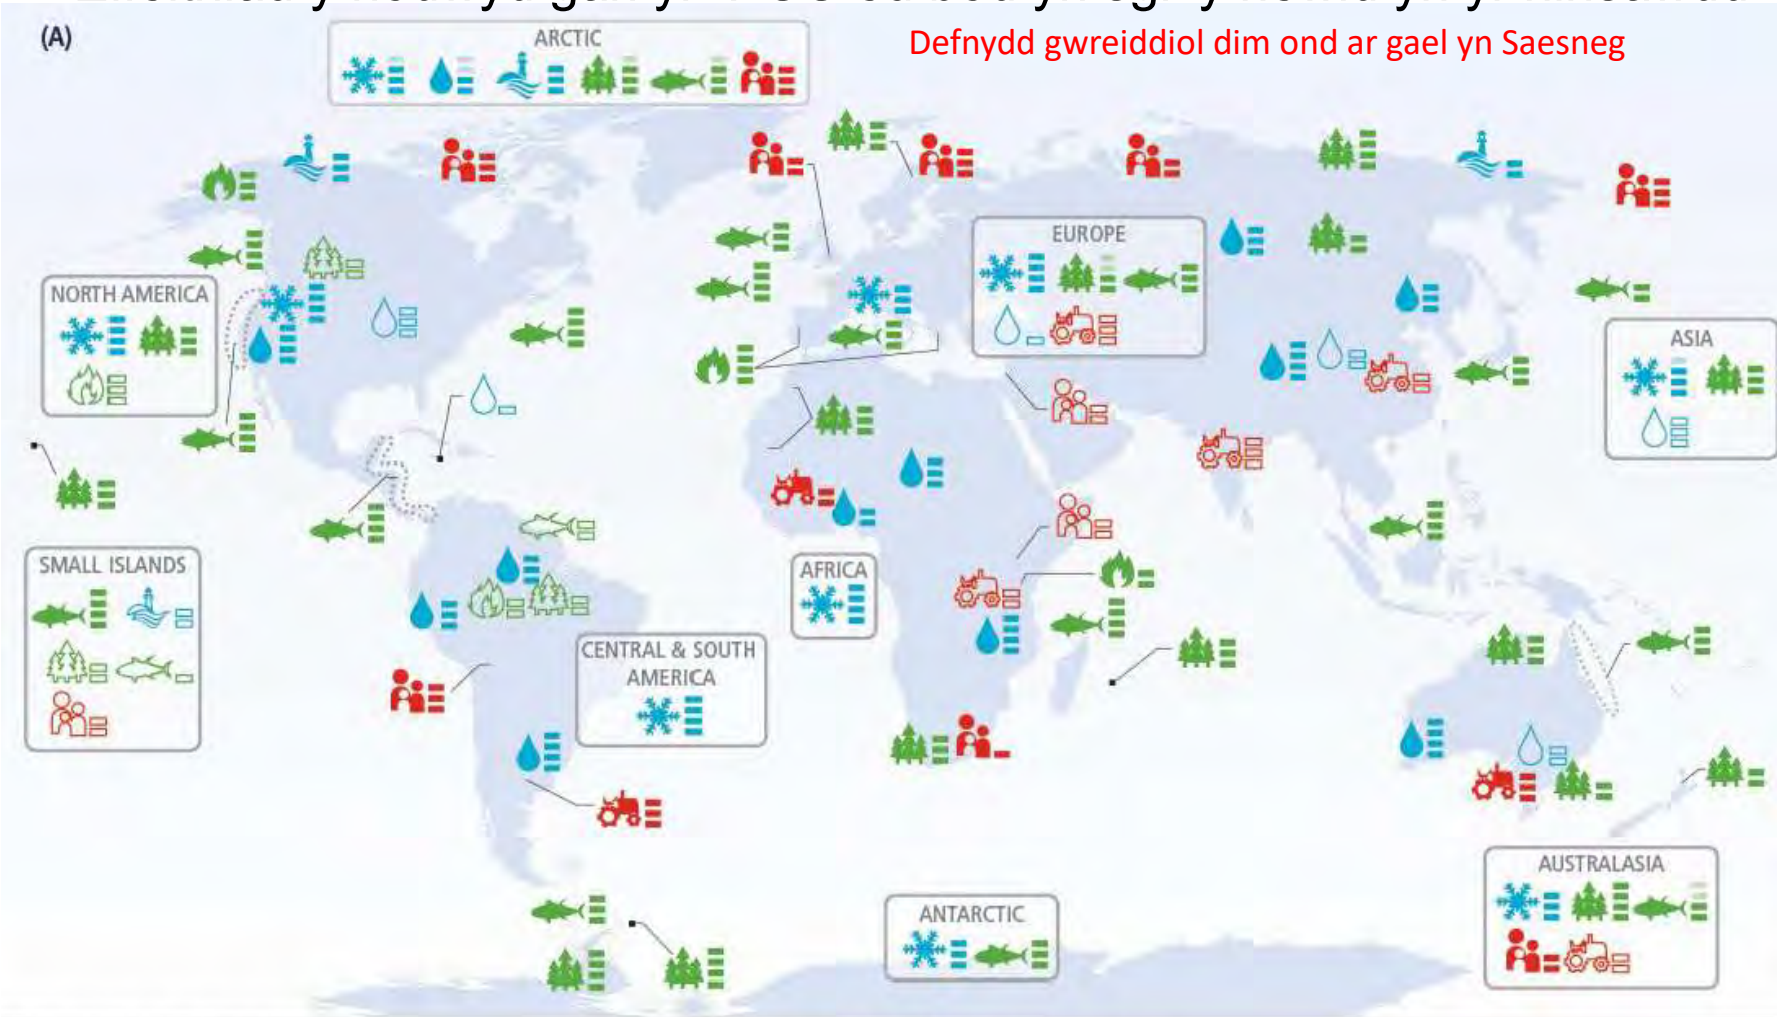 (A)
ARCTIC
Defnydd gwreiddiol dim ond ar gael yn Saesneg
EUROPE
NORTH AMERICA
ASIA
SMALL ISLANDS
AFRICA
CENTRAL & SOUTH
AMERICA
AUSTRALASIA
ANTARCTIC